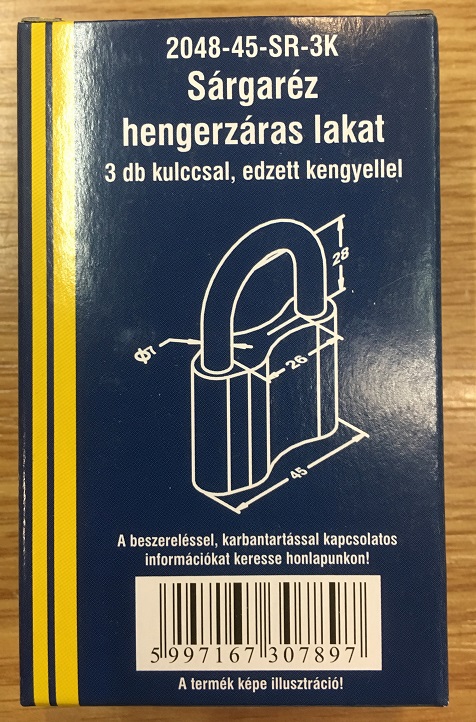 2048-45-SR-3K
Sárgaréz
hengerzáras lakat
3 db kulccsal, edzett kengyellel
28
Ø7
26
45
A beszereléssel, karbantartással kapcsolatos
információkat keresse honlapunkon!
5 997167 307897
A termék képe illusztráció!